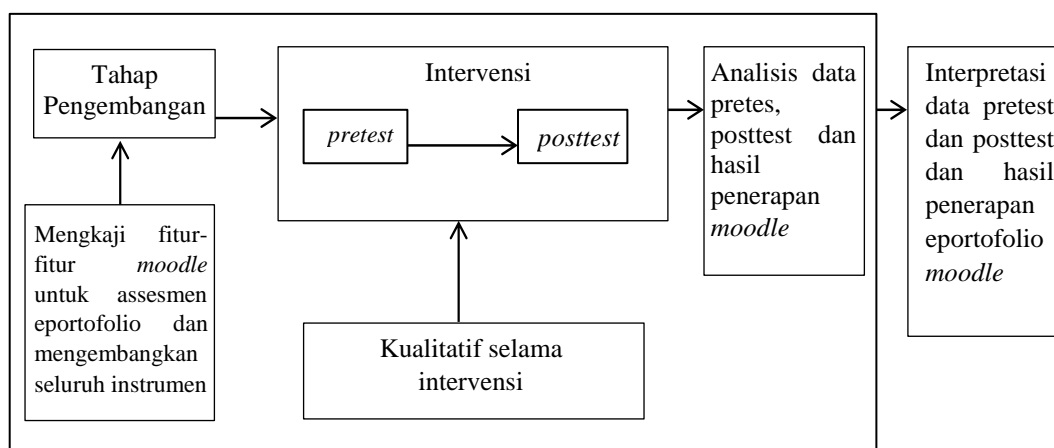 Tahap
Pengembangan
Mengkaji fitur-
fitur moodle
untuk assesmen
eportofolio dan
mengembangkan
seluruh instrumen
Intervensi
pretest
posttest
Kualitatif selama
intervensi
Analisis data
pretes,
posttest dan
hasil
penerapan
moodle
Interpretasi
data pretest
dan posttest
dan hasil
penerapan
eportofolio
moodle